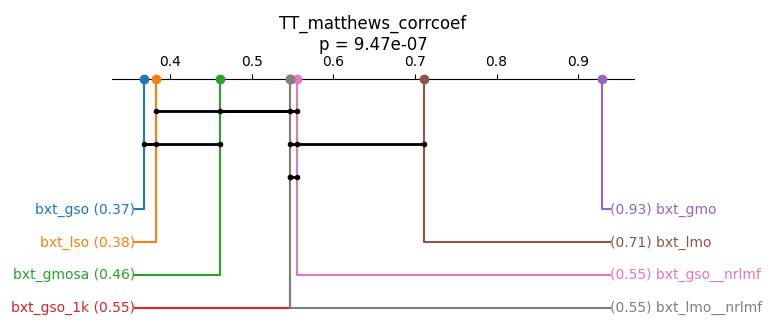 TT_matthews_corrcoef
p = 9.47e-07
0.4 0.5 0.6 0.7 0.8 0.9
bxt_gso (0.37) (0.93) bxt_gmo
bxt_lso (0.38) (0.71) bxt_lmo
bxt_gmosa (0.46) (0.55) bxt_gso__nrlmf
bxt_gso_1k (0.55) (0.55) bxt_lmo__nrlmf